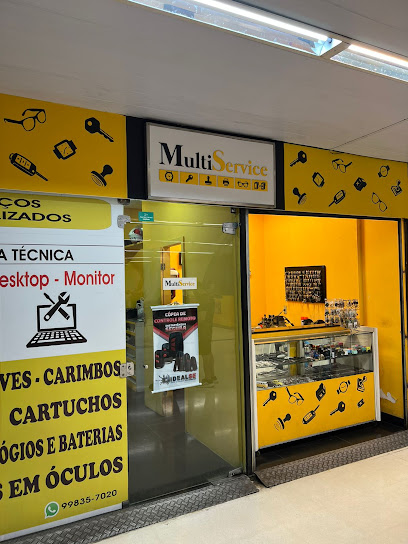 MultiService
ÇOS
LIZADOS
A TÉCNICA
esktop - Monitor
VES - CARIMBOS
CARTUCHOS
ÓGIOS E BATERIAS
S EM ÓCULOS
99835-7020
MultiService
CÓPIA DE
CONTROLE REMOTO